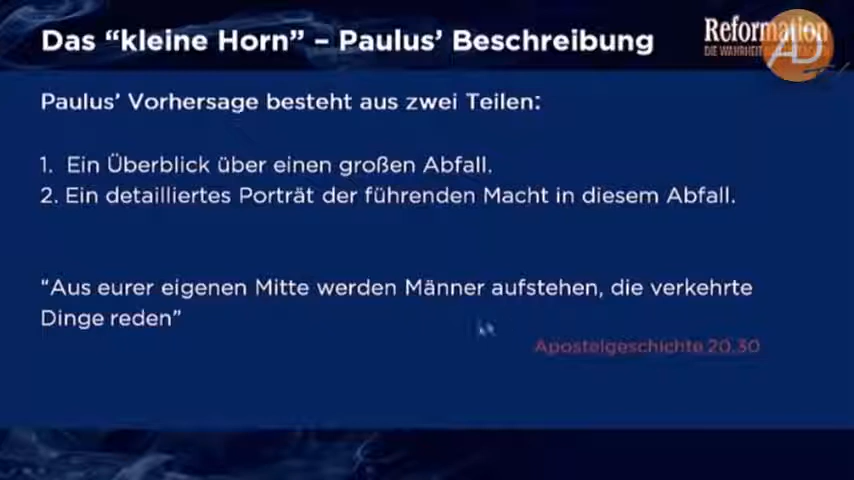 Das “kleine Horn” – Paulus’ Beschreibung
Reformation
DIE WAHRHEIT
Paulus’ Vorhersage besteht aus zwei Teilen:
1. Ein Überblick über einen großen Abfall.
2. Ein detailliertes Porträt der führenden Macht in diesem Abfall.
“Aus eurer eigenen Mitte werden Männer aufstehen, die verkehrte
Dinge reden”
Apostelgeschichte 20,30